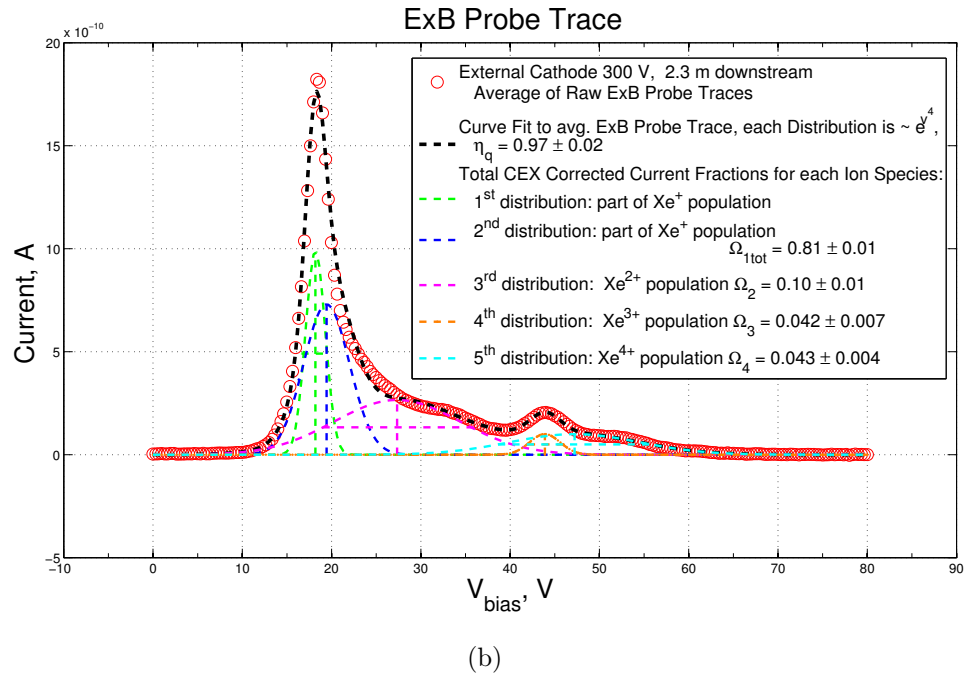 ExB Probe Trace
x 10⁻¹⁰
20
15
10
5
0
−5
Current, A
External Cathode 300 V, 2.3 m downstream
Average of Raw ExB Probe Traces
Curve Fit to avg. ExB Probe Trace, each Distribution is ~ e^v^4,
η_q = 0.97 ± 0.02
Total CEX Corrected Current Fractions for each Ion Species:
1ˢᵗ distribution: part of Xe⁺ population
2ⁿᵈ distribution: part of Xe⁺ population
Ω_1tot = 0.81 ± 0.01
3ʳᵈ distribution: Xe²⁺ population Ω_2 = 0.10 ± 0.01
4ᵗʰ distribution: Xe³⁺ population Ω_3 = 0.042 ± 0.007
5ᵗʰ distribution: Xe⁴⁺ population Ω_4 = 0.043 ± 0.004
−10 0 10 20 30 40 50 60 70 80 90
V_bias, V
(b)